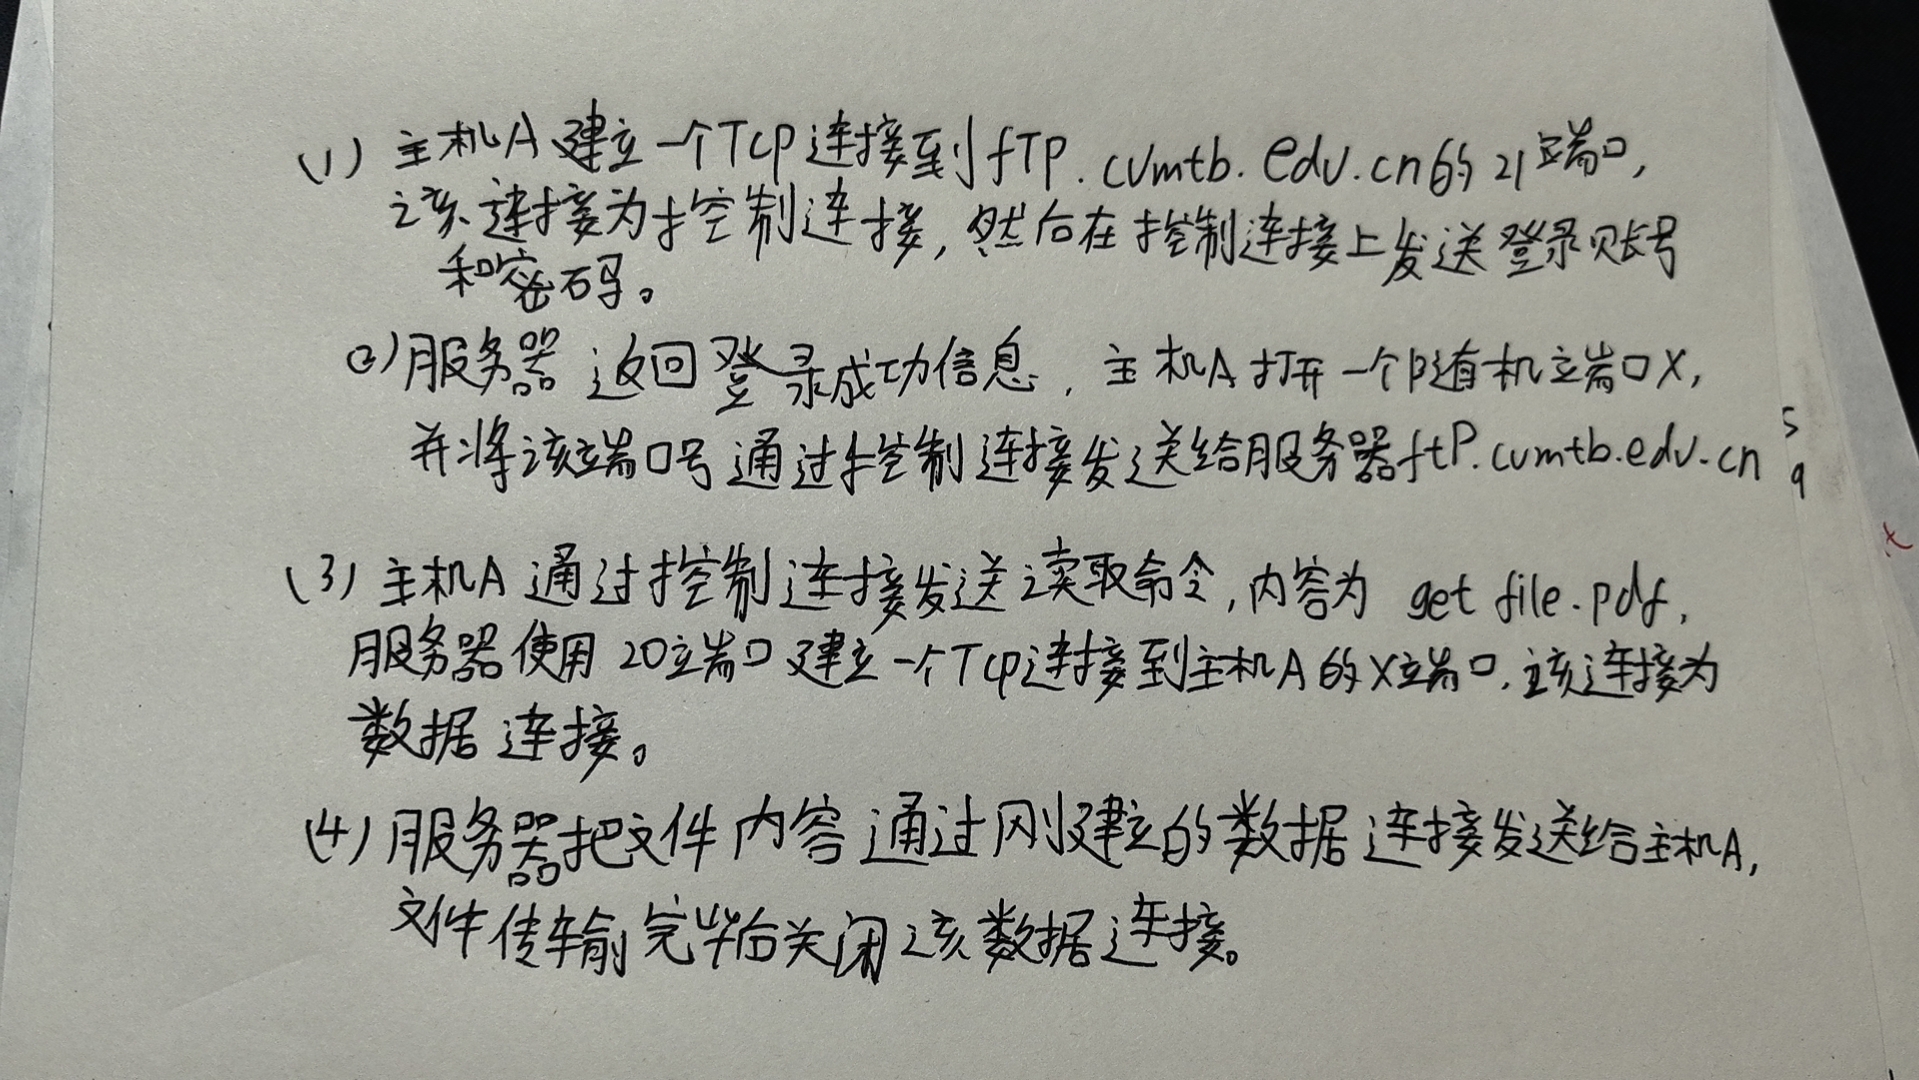 (1) 主机A建立一个TCP连接到fTP.cumtb.edu.cn的21端口,
该连接为控制连接,然后在控制连接上发送登录账号
和密码。
(2)服务器返回登录成功信息,主机A打开一个随机端口X,
并将该端口号通过控制连接发送给服务器ftP.cumtb.edu.cn
(3) 主机A通过控制连接发送读取命令,内容为 get file.pdf,
服务器使用20端口建立一个Tcp连接到主机A的X端口,该连接为
数据连接。
(4) 服务器把文件内容通过刚建立的数据连接发送给主机A,
文件传输完毕后关闭该数据连接。